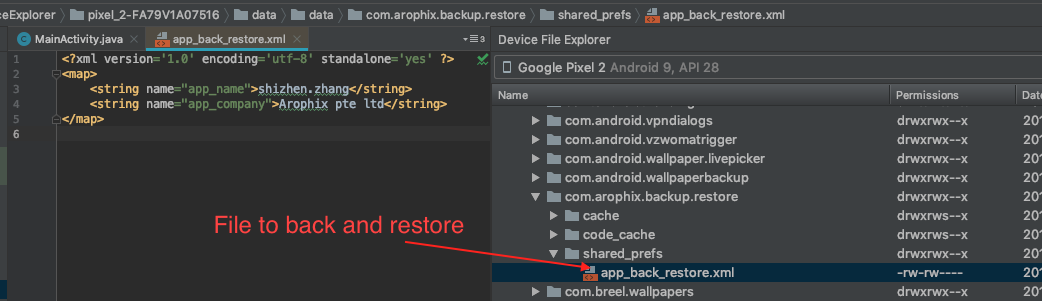 ceExplorer pixel_2-FA79V1A07516 data data com.arophix.backup.restore shared_prefs app_back_restore.xml
MainActivity.java app_back_restore.xml 3
1 <?xml version='1.0' encoding='utf-8' standalone='yes' ?>
2 <map>
3 <string name="app_name">shizhen.zhang</string>
4 <string name="app_company">Arophix pte ltd</string>
5 </map>
6
File to back and restore
Device File Explorer
Google Pixel 2 Android 9, API 28
Name Permissions Dat
com.android.vpndialogs drwxrwx--x 201
com.android.vzwomatrigger drwxrwx--x 201
com.android.wallpaper.livepicker drwxrwx--x 201
com.android.wallpaperbackup drwxrwx--x 201
com.arophix.backup.restore drwxrwx--x 201
cache drwxrws--x 201
code_cache drwxrws--x 201
shared_prefs drwxrwx--x 201
app_back_restore.xml -rw-rw---- 201
com.breel.wallpapers drwxrwx--x 201